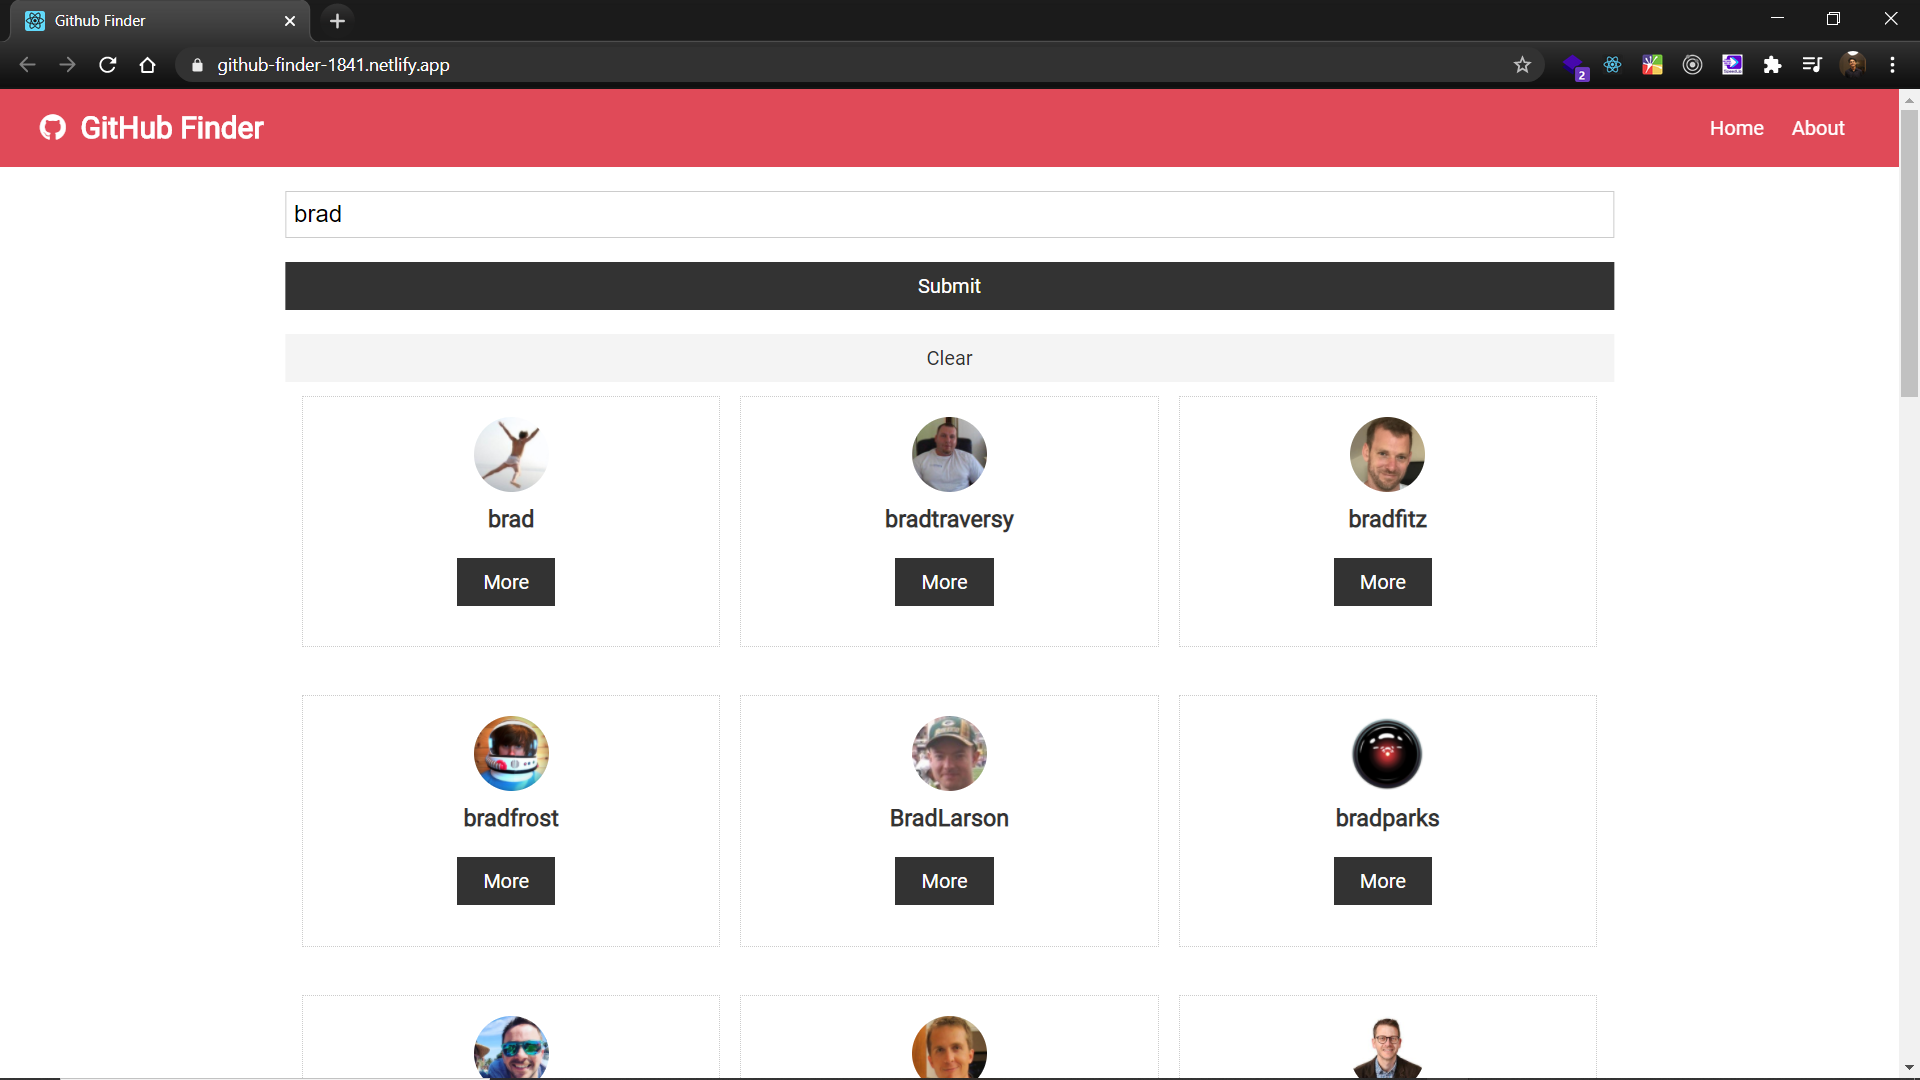 Github Finder
github-finder-1841.netlify.app
2
GitHub Finder
Home About
brad
Submit
Clear
brad bradtraversy bradfitz
More More More
bradfrost BradLarson bradparks
More More More